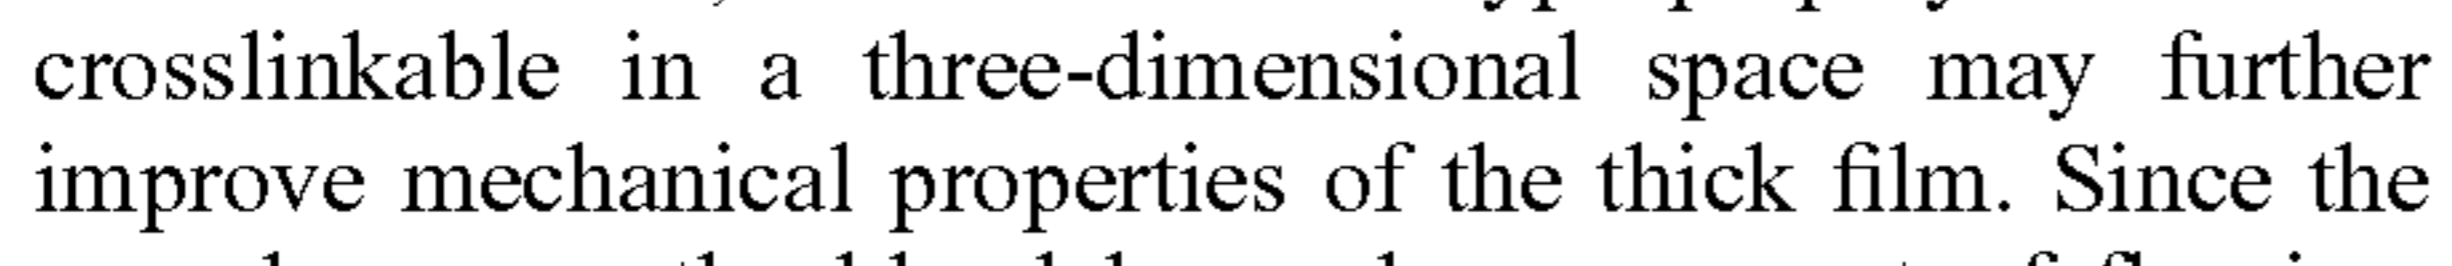 crosslinkable in a three-dimensional space may further
improve mechanical properties of the thick film. Since the